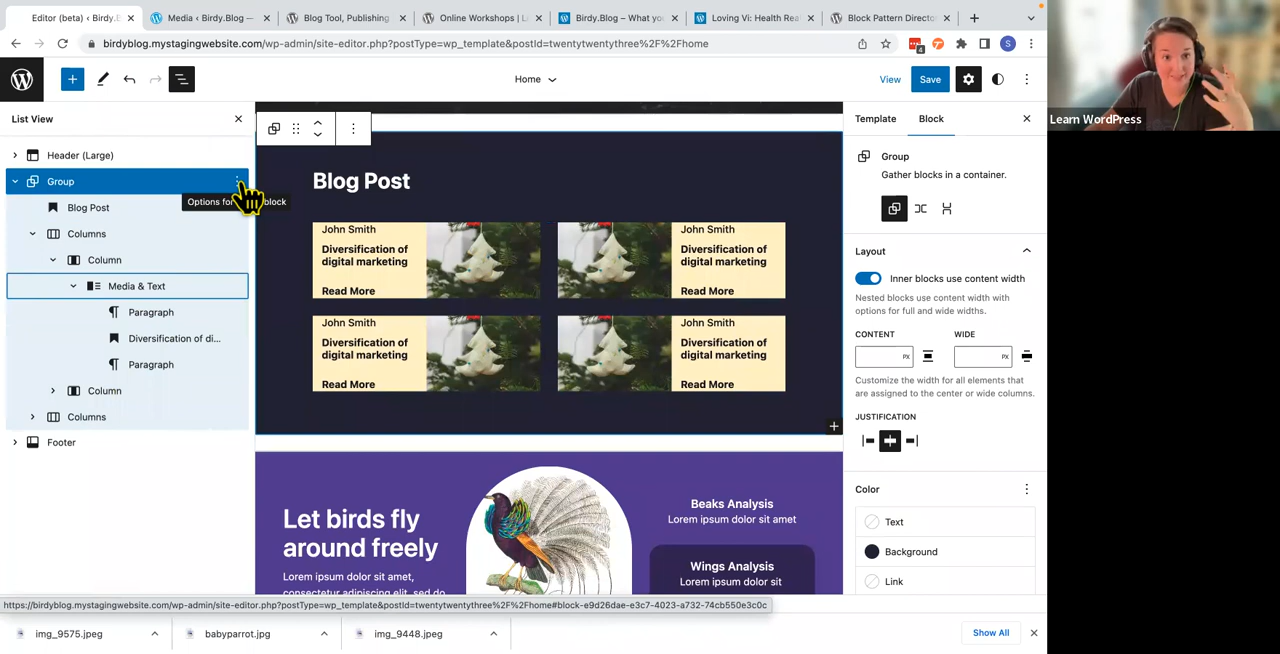 Editor (beta) ‹ Birdy.B
Media ‹ Birdy.Blog —
Blog Tool, Publishing
Online Workshops | L
Birdy.Blog – What yo
Loving Vi: Health Rea
Block Pattern Direct
birdyblog.mystagingwebsite.com/wp-admin/site-editor.php?postType=wp_template&postId=twentytwentythree%2F%2Fhome
4
S
Home
View
Save
List View
Header (Large)
Group
Options for
block
Blog Post
Columns
Column
Media & Text
Paragraph
Diversification of di...
Paragraph
Column
Columns
Footer
Blog Post
John Smith
Diversification of
digital marketing
Read More
John Smith
Diversification of
digital marketing
Read More
John Smith
Diversification of
digital marketing
Read More
John Smith
Diversification of
digital marketing
Read More
Let birds fly
around freely
Lorem ipsum dolor sit amet,
consectetur adipiscing elit, sed do
Beaks Analysis
Lorem ipsum dolor sit amet
Wings Analysis
Lorem ipsum dolor sit
Template
Block
Group
Gather blocks in a container.
Layout
Inner blocks use content width
Nested blocks use content width with
options for full and wide widths.
CONTENT
WIDE
PX
PX
Customize the width for all elements that
are assigned to the center or wide columns.
JUSTIFICATION
Color
Text
Background
Link
https://birdyblog.mystagingwebsite.com/wp-admin/site-editor.php?postType=wp_template&postId=twentytwentythree%2F%2Fhome#block-e9d26dae-e3c7-4023-a732-74cb550e3c0c
img_9575.jpeg
babyparrot.jpg
img_9448.jpeg
Show All
Learn WordPress